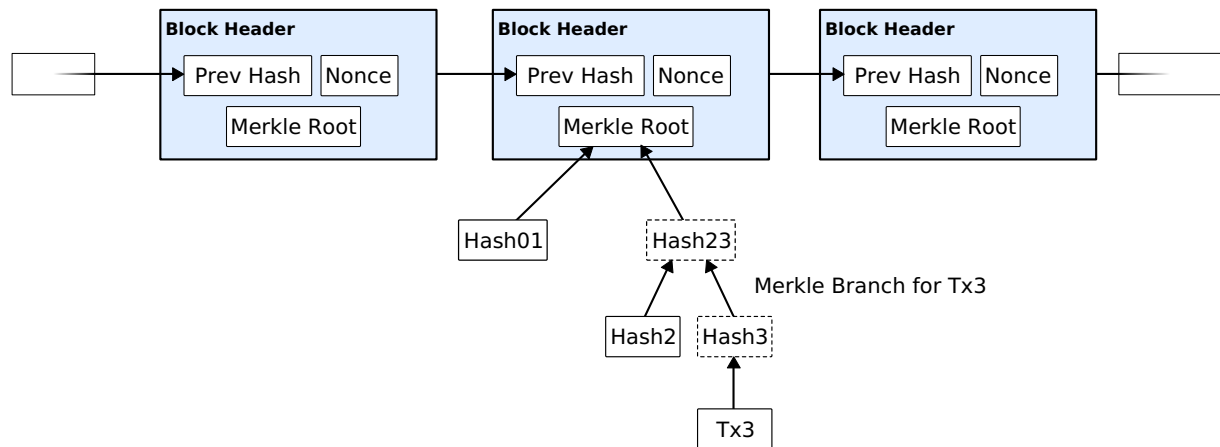 Block Header
Block Header
Block Header
Prev Hash
Nonce
Prev Hash
Nonce
Prev Hash
Nonce
Merkle Root
Merkle Root
Merkle Root
Hash01
Hash23
Merkle Branch for Tx3
Hash2
Hash3
Tx3